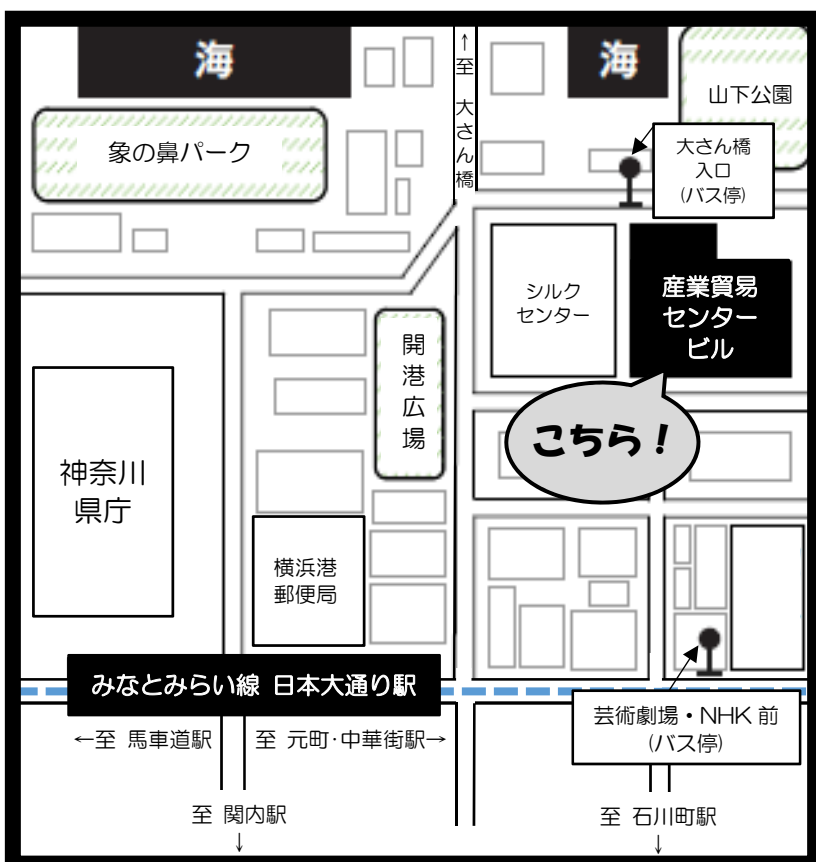 海
↑至 大さん橋
海
山下公園
象の鼻パーク
大さん橋
入口
(バス停)
シルク
センター
産業貿易
センター
ビル
開港広場
こちら！
神奈川
県庁
横浜港
郵便局
みなとみらい線 日本大通り駅
芸術劇場・NHK 前
(バス停)
←至 馬車道駅
至 元町･中華街駅→
至 関内駅
↓
至 石川町駅
↓